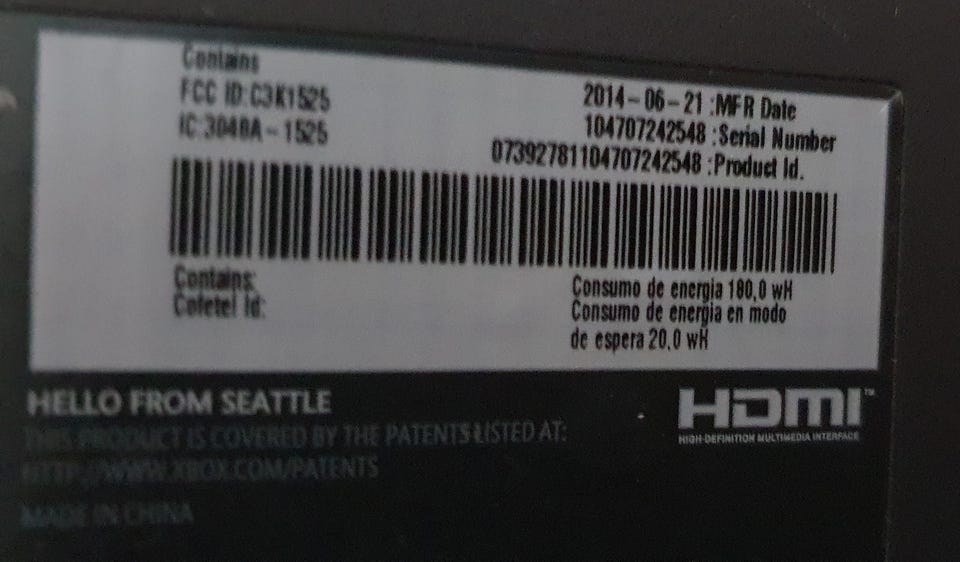 Contains
FCC ID:C3K1525
IC:3048A-1525
2014-06-21 :MFR Date
104707242548 :Serial Number
07392781104707242548 :Product Id.
Contains:
Cofetel Id:
Consumo de energia 180,0 wH
Consumo de energia en modo
de espera 20.0 wH
HELLO FROM SEATTLE
THIS PRODUCT IS COVERED BY THE PATENTS LISTED AT:
HTTP://WWW.XBOX.COM/PATENTS
MADE IN CHINA
HDMI™
HIGH-DEFINITION MULTIMEDIA INTERFACE